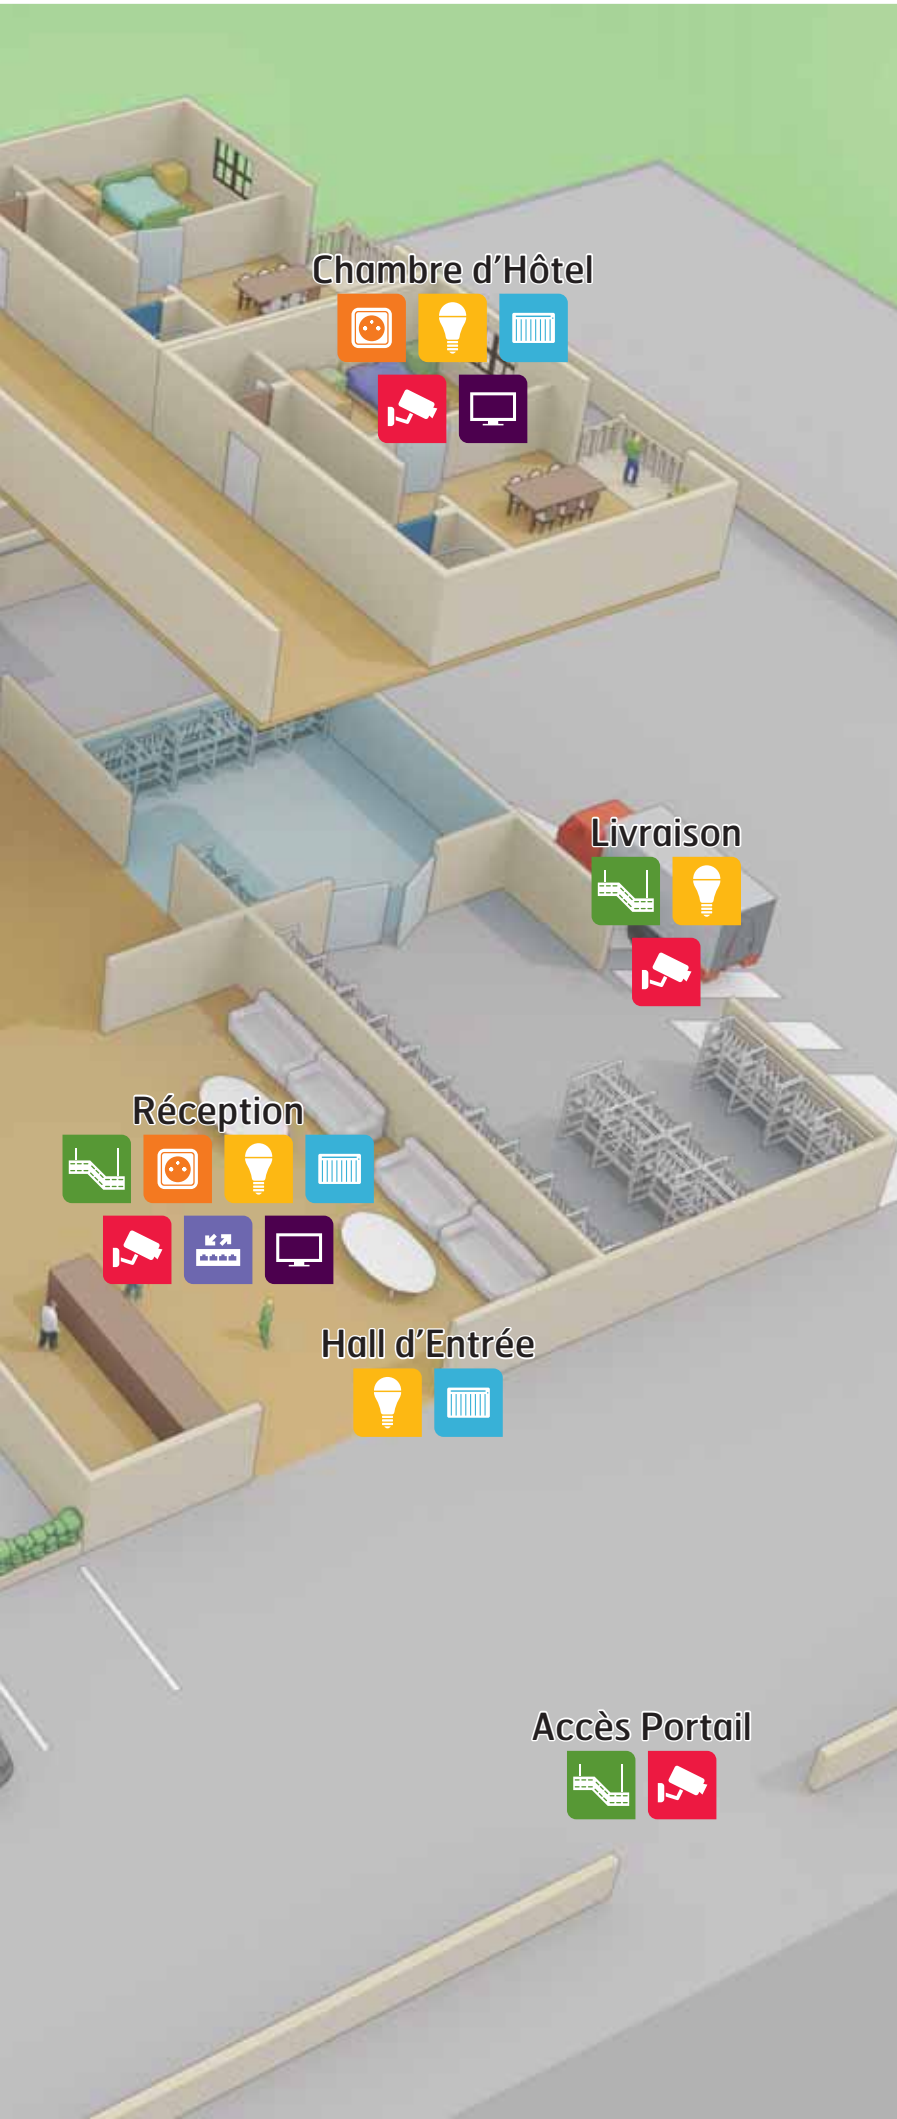 Chambre d'Hôtel
Livraison
Réception
Hall d'Entrée
Accès Portail